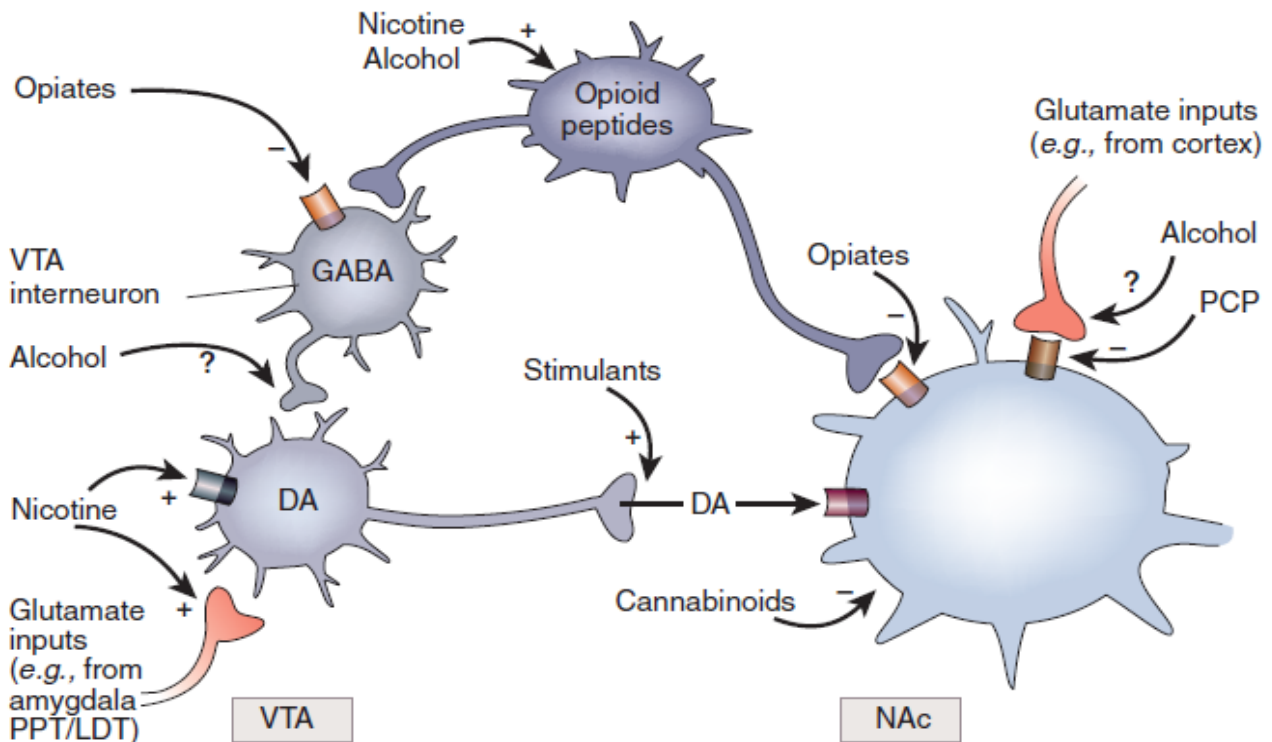 Nicotine
Alcohol
+
Opiates
–
Opioid
peptides
Glutamate inputs
(e.g., from cortex)
VTA
interneuron
GABA
Opiates
–
Alcohol
?
PCP
–
Alcohol
?
Stimulants
+
Nicotine
+
+
DA
DA
Cannabinoids
–
Glutamate
inputs
(e.g., from
amygdala
PPT/LDT)
VTA
NAc